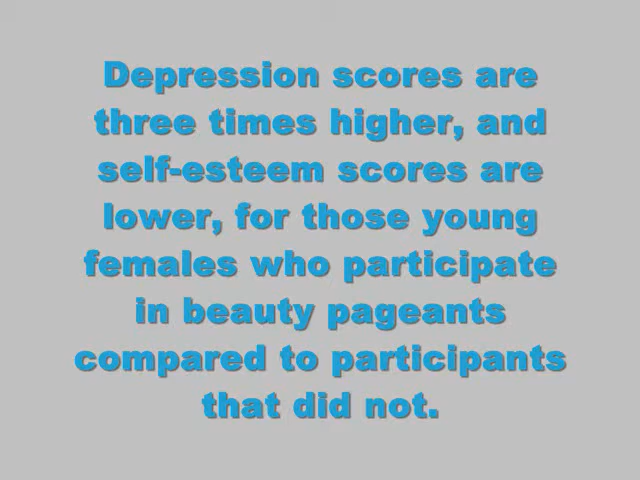 Depression scores are
three times higher, and
self-esteem scores are
lower, for those young
females who participate
in beauty pageants
compared to participants
that did not.